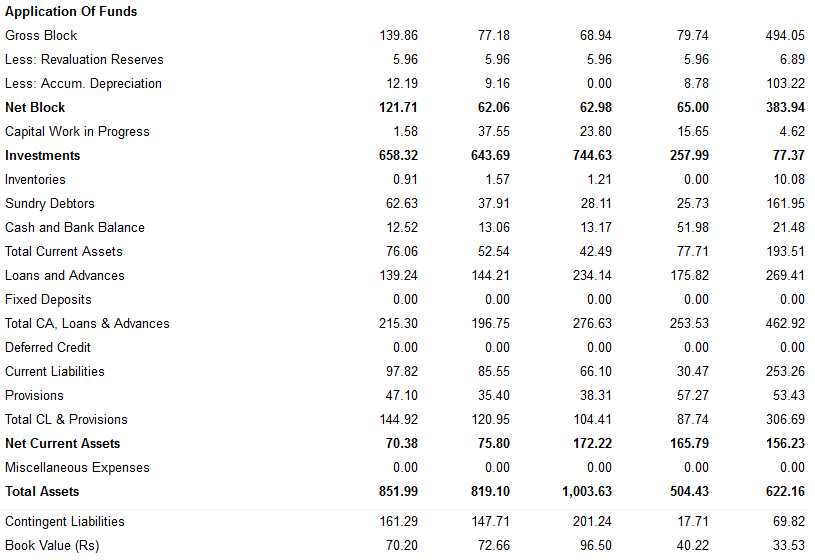 Application Of Funds
Gross Block 139.86 77.18 68.94 79.74 494.05
Less: Revaluation Reserves 5.96 5.96 5.96 5.96 6.89
Less: Accum. Depreciation 12.19 9.16 0.00 8.78 103.22
Net Block 121.71 62.06 62.98 65.00 383.94
Capital Work in Progress 1.58 37.55 23.80 15.65 4.62
Investments 658.32 643.69 744.63 257.99 77.37
Inventories 0.91 1.57 1.21 0.00 10.08
Sundry Debtors 62.63 37.91 28.11 25.73 161.95
Cash and Bank Balance 12.52 13.06 13.17 51.98 21.48
Total Current Assets 76.06 52.54 42.49 77.71 193.51
Loans and Advances 139.24 144.21 234.14 175.82 269.41
Fixed Deposits 0.00 0.00 0.00 0.00 0.00
Total CA, Loans & Advances 215.30 196.75 276.63 253.53 462.92
Deferred Credit 0.00 0.00 0.00 0.00 0.00
Current Liabilities 97.82 85.55 66.10 30.47 253.26
Provisions 47.10 35.40 38.31 57.27 53.43
Total CL & Provisions 144.92 120.95 104.41 87.74 306.69
Net Current Assets 70.38 75.80 172.22 165.79 156.23
Miscellaneous Expenses 0.00 0.00 0.00 0.00 0.00
Total Assets 851.99 819.10 1,003.63 504.43 622.16
Contingent Liabilities 161.29 147.71 201.24 17.71 69.82
Book Value (Rs) 70.20 72.66 96.50 40.22 33.53